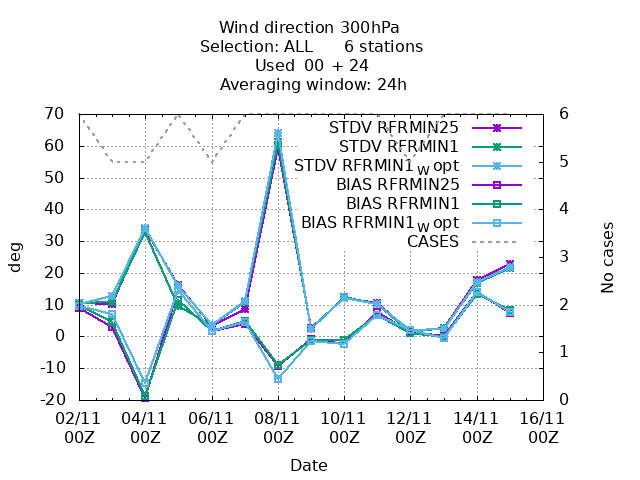 Wind direction 300hPa
Selection: ALL 6 stations
Used 00 + 24
Averaging window: 24h
70
60
50
40
30
20
10
0
-10
-20
deg
6
5
4
3
2
1
0
No cases
STDV RFRMIN25
STDV RFRMIN1
STDV RFRMIN1w opt
BIAS RFRMIN25
BIAS RFRMIN1
BIAS RFRMIN1w opt
CASES
02/11 04/11 06/11 08/11 10/11 12/11 14/11 16/11
00Z 00Z 00Z 00Z 00Z 00Z 00Z 00Z
Date